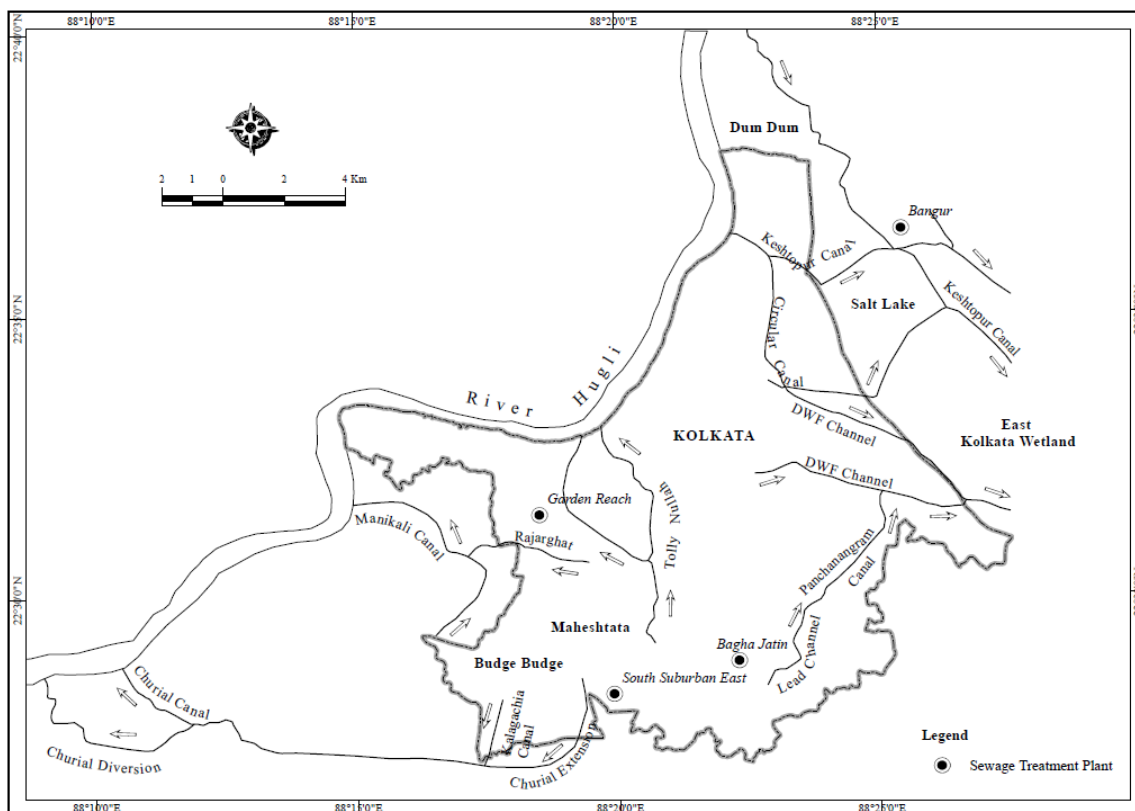 88°10'0"E
88°15'0"E
88°20'0"E
88°25'0"E
22°40'0"N
Dum Dum
2 1 0 2 4 Km
Bangur
Keshtopur Canal
Salt Lake
Keshtopur Canal
22°35'0"N
Circular Canal
River Hugli
DWF Channel
KOLKATA
East
Kolkata Wetland
DWF Channel
Garden Reach
Tolly Nullah
Manikali Canal
Rajarghat
Panchanangram
Canal
22°30'0"N
Maheshtata
Bagha Jatin
Budge Budge
South Suburban East
Lead Channel
Churial Canal
Kalagachia
Canal
Churial Extension
Churial Diversion
Legend
Sewage Treatment Plant
88°10'0"E
88°15'0"E
88°20'0"E
88°25'0"E